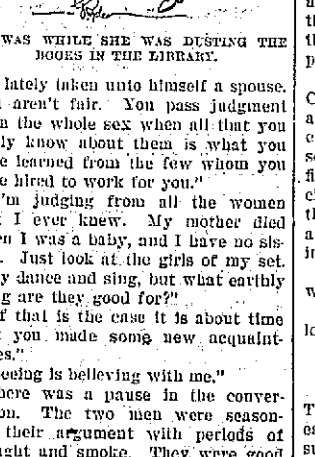 WAS WHILE SHE WAS DUSTING THE
BOOKS IN THE LIBRARY.
lately taken unto himself a spouse.
aren't fair. You pass judgment
n the whole sex when all that you
ly know about them is what you
e learned from the few whom you
e hired to work for you."
'm judging from all the women
I ever knew. My mother died
n I was a baby, and I have no sis-
. Just look at the girls of my set.
y dance and sing, but what earthly
g are they good for?"
f that is the case it is about time
you made some new acquaint-
es."
eeing is believing with me."
here was a pause in the conver-
on. The two men were season-
their argument with periods of
ught and smoke. They were good